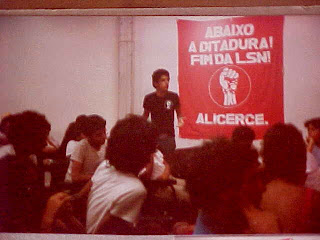 ABAIXO
A DITADURA!
FIM DA LSN!
ALICERCE.